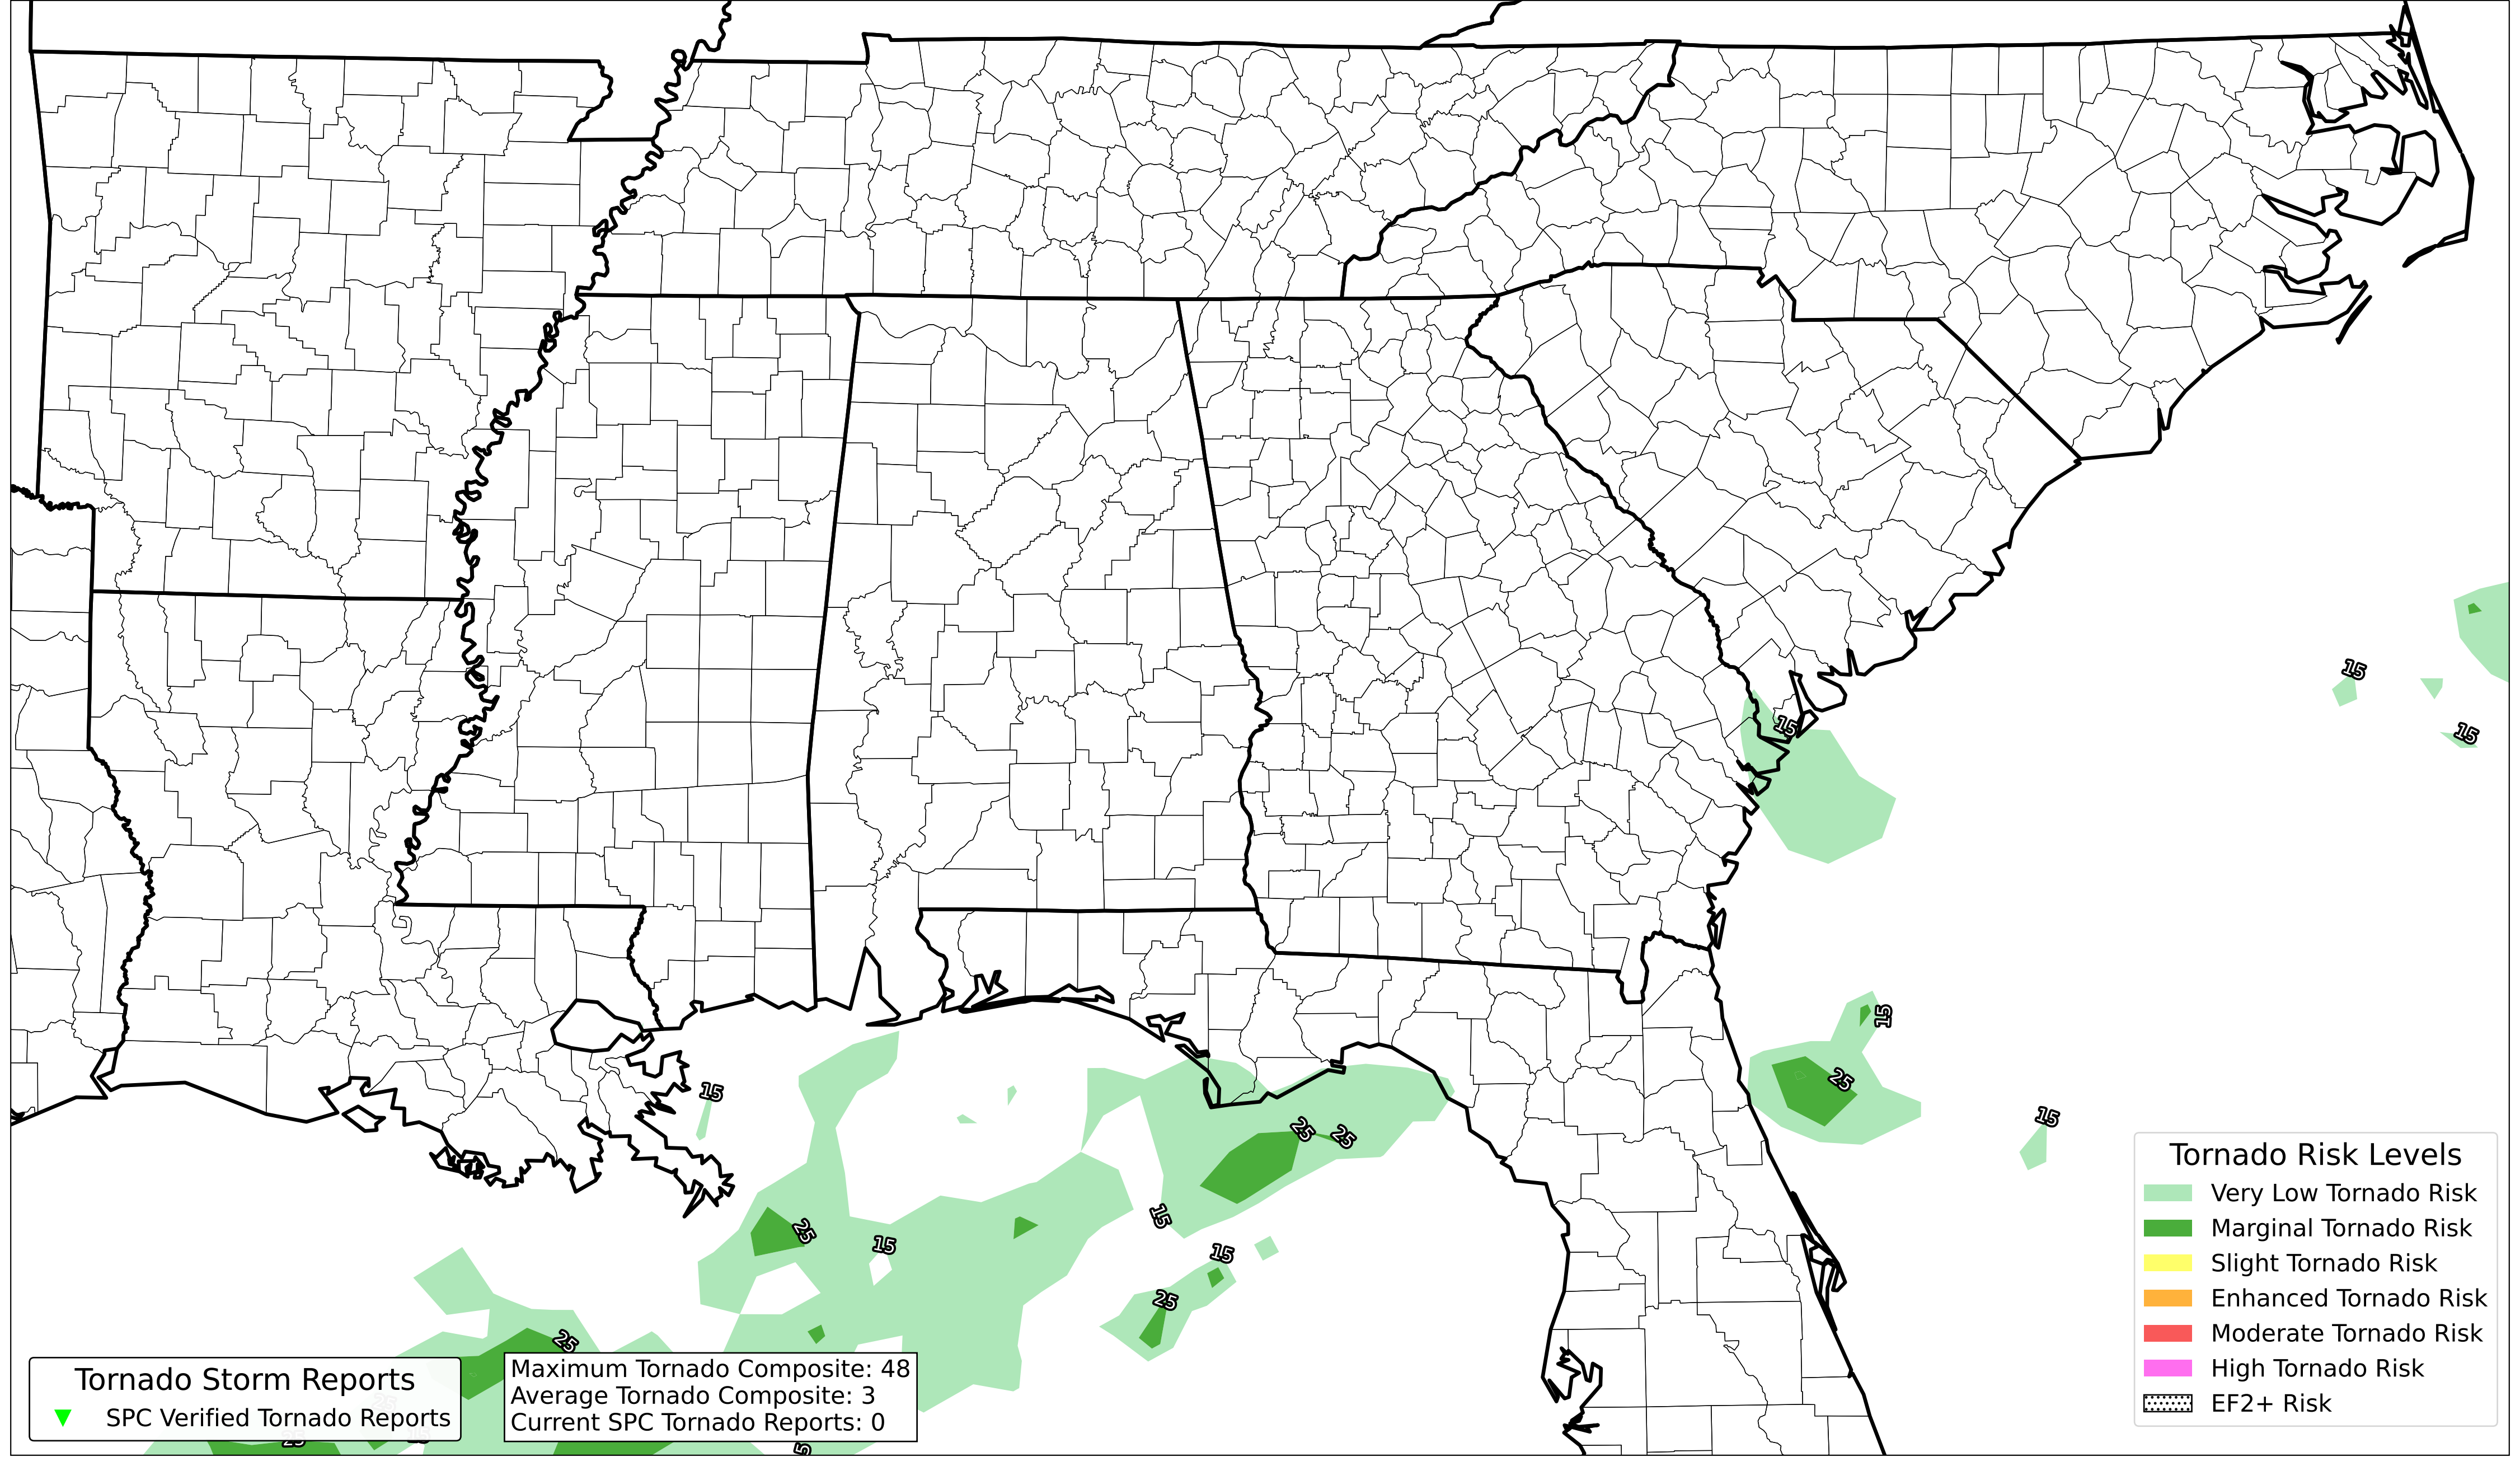 15
15
15
15
25
15
15
25
25
15
25
15
15
25
25
Tornado Storm Reports
SPC Verified Tornado Reports
25
15
Maximum Tornado Composite: 48
Average Tornado Composite: 3
Current SPC Tornado Reports: 0
Tornado Risk Levels
Very Low Tornado Risk
Marginal Tornado Risk
Slight Tornado Risk
Enhanced Tornado Risk
Moderate Tornado Risk
High Tornado Risk
EF2+ Risk